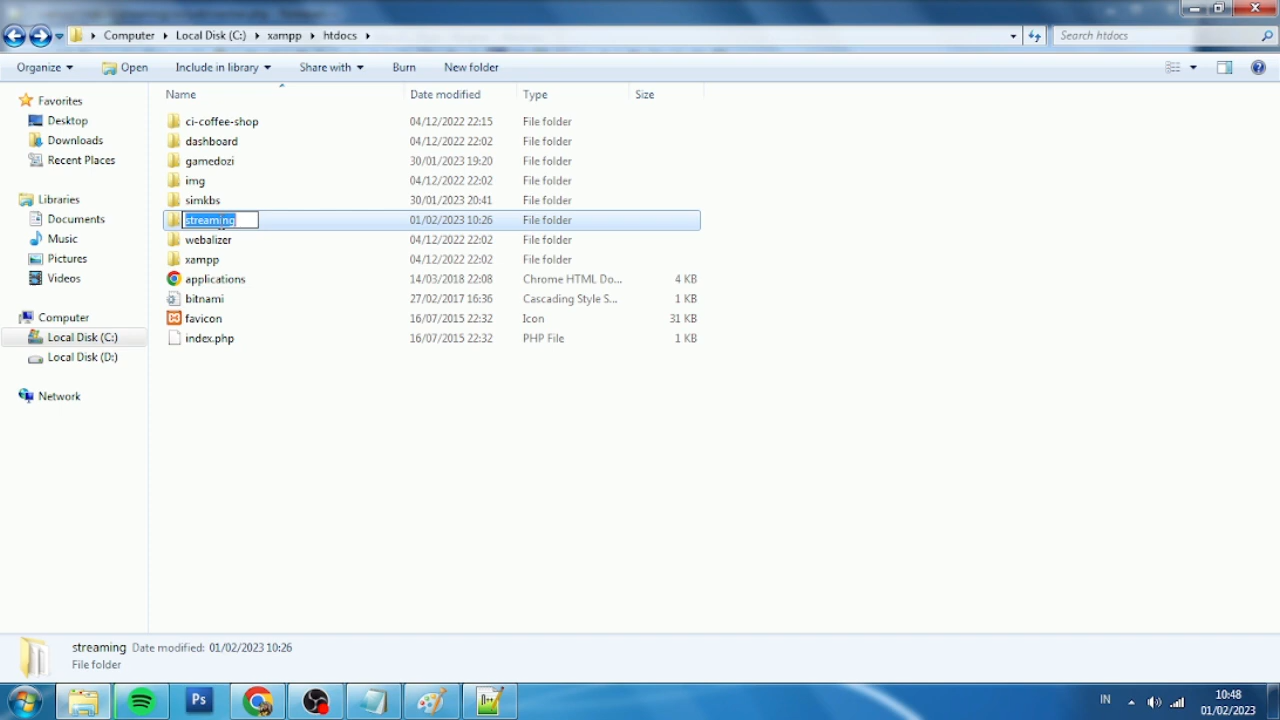 Computer Local Disk (C:) xampp htdocs
Search htdocs
Organize Open Include in library Share with Burn New folder
Name Date modified Type Size
Favorites
Desktop
Downloads
Recent Places
Libraries
Documents
Music
Pictures
Videos
Computer
Local Disk (C:)
Local Disk (D:)
Network
ci-coffee-shop 04/12/2022 22:15 File folder
dashboard 04/12/2022 22:02 File folder
gamedozi 30/01/2023 19:20 File folder
img 04/12/2022 22:02 File folder
simkbs 30/01/2023 20:41 File folder
streaming 01/02/2023 10:26 File folder
webalizer 04/12/2022 22:02 File folder
xampp 04/12/2022 22:02 File folder
applications 14/03/2018 22:08 Chrome HTML Do... 4 KB
bitnami 27/02/2017 16:36 Cascading Style S... 1 KB
favicon 16/07/2015 22:32 Icon 31 KB
index.php 16/07/2015 22:32 PHP File 1 KB
streaming Date modified: 01/02/2023 10:26
File folder
Ps
IN
10:48
01/02/2023